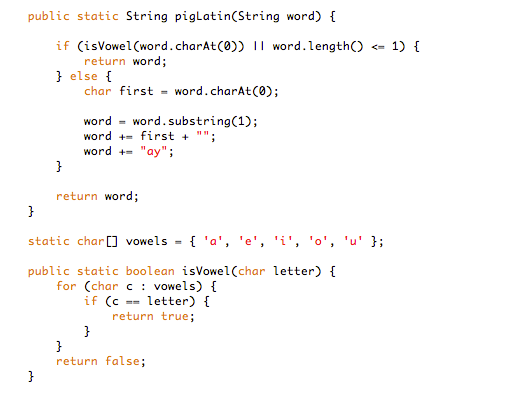 public static String pigLatin(String word) {
if (isVowel(word.charAt(0)) || word.length() <= 1) {
return word;
} else {
char first = word.charAt(0);
word = word.substring(1);
word += first + "";
word += "ay";
}
return word;
}
static char[] vowels = { 'a', 'e', 'i', 'o', 'u' };
public static boolean isVowel(char letter) {
for (char c : vowels) {
if (c == letter) {
return true;
}
}
return false;
}